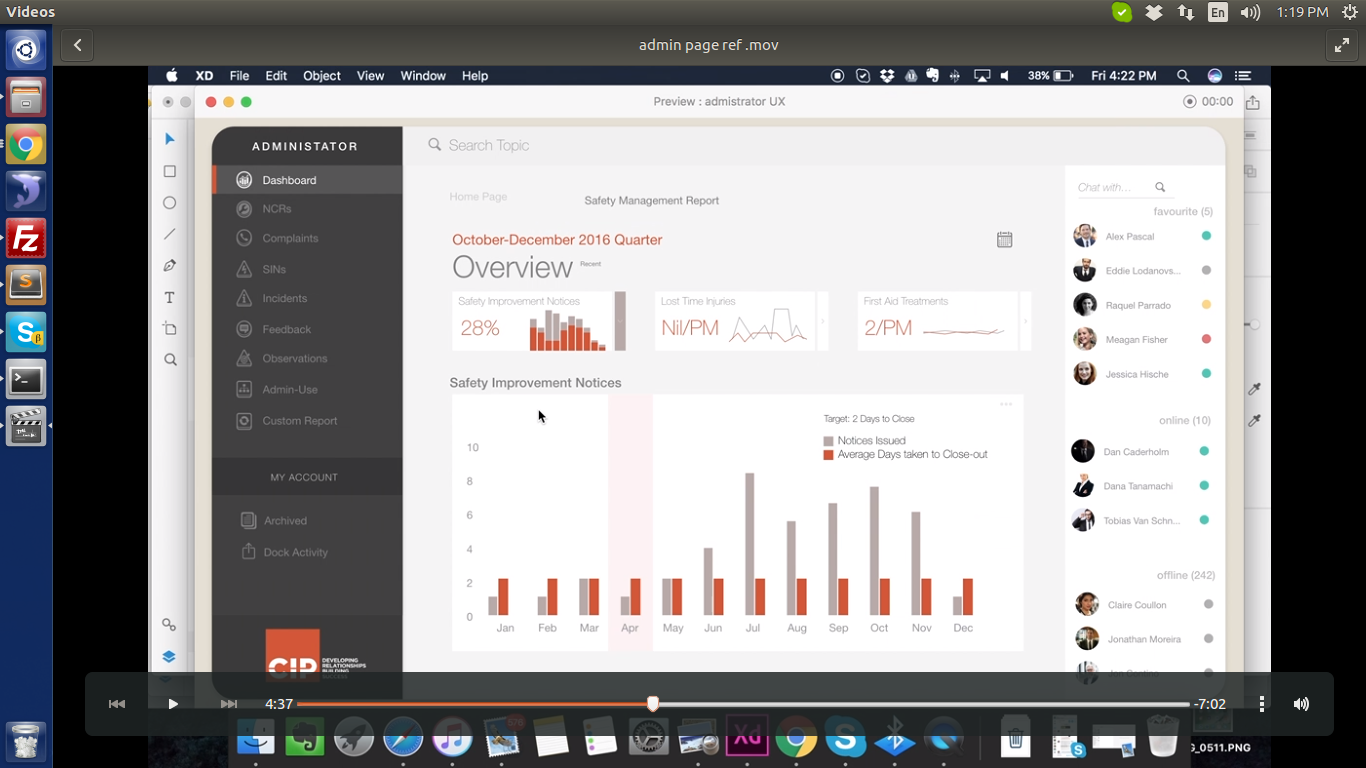 Videos
En
1:19 PM
admin page ref .mov
XD File Edit Object View Window Help
38%
Fri 4:22 PM
Preview : admistrator UX
00:00
ADMINISTATOR
Search Topic
Dashboard
NCRs
Complaints
SINs
Incidents
Feedback
Observations
Admin-Use
Custom Report
MY ACCOUNT
Archived
Dock Activity
CIP
DEVELOPING
RELATIONSHIPS
BUILDING
SUCCESS
Home Page
Safety Management Report
October-December 2016 Quarter
Overview Recent
Safety Improvement Notices
28%
Lost Time Injuries
Nil/PM
First Aid Treatments
2/PM
Safety Improvement Notices
Target: 2 Days to Close
Notices Issued
Average Days taken to Close-out
10
8
6
4
2
0
Jan Feb Mar Apr May Jun Jul Aug Sep Oct Nov Dec
Chat with...
favourite (5)
Alex Pascal
Eddie Lodanovs...
Raquel Parrado
Meagan Fisher
Jessica Hische
online (10)
Dan Caderholm
Dana Tanamachi
Tobias Van Schn...
offline (242)
Claire Coullon
Jonathan Moreira
4:37
-7:02
Xd
G_0511.PNG